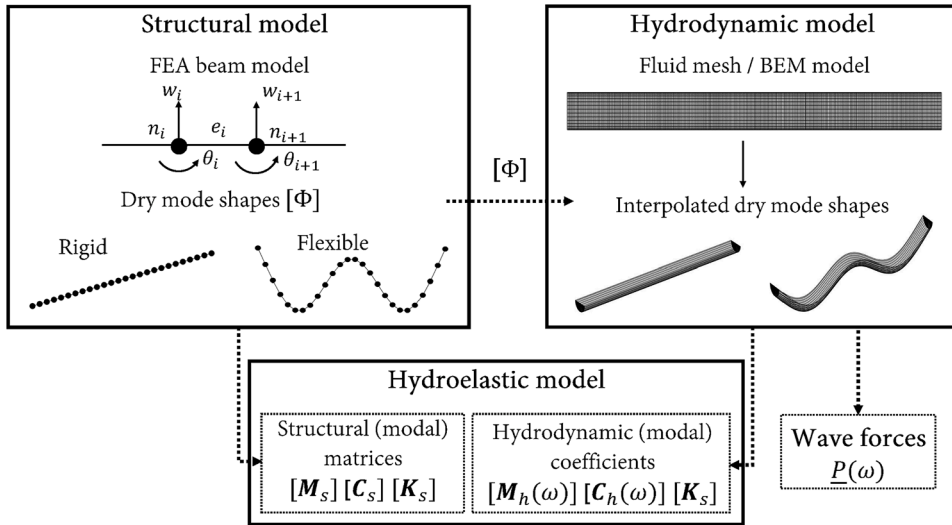 Structural model
FEA beam model
w_i w_{i+1}
n_i e_i n_{i+1}
θ_i θ_{i+1}
Dry mode shapes [Φ]
Rigid Flexible
[Φ]
Hydrodynamic model
Fluid mesh / BEM model
Interpolated dry mode shapes
Hydroelastic model
Structural (modal)
matrices
[M_s] [C_s] [K_s]
Hydrodynamic (modal)
coefficients
[M_h(ω)] [C_h(ω)] [K_s]
Wave forces
P(ω)